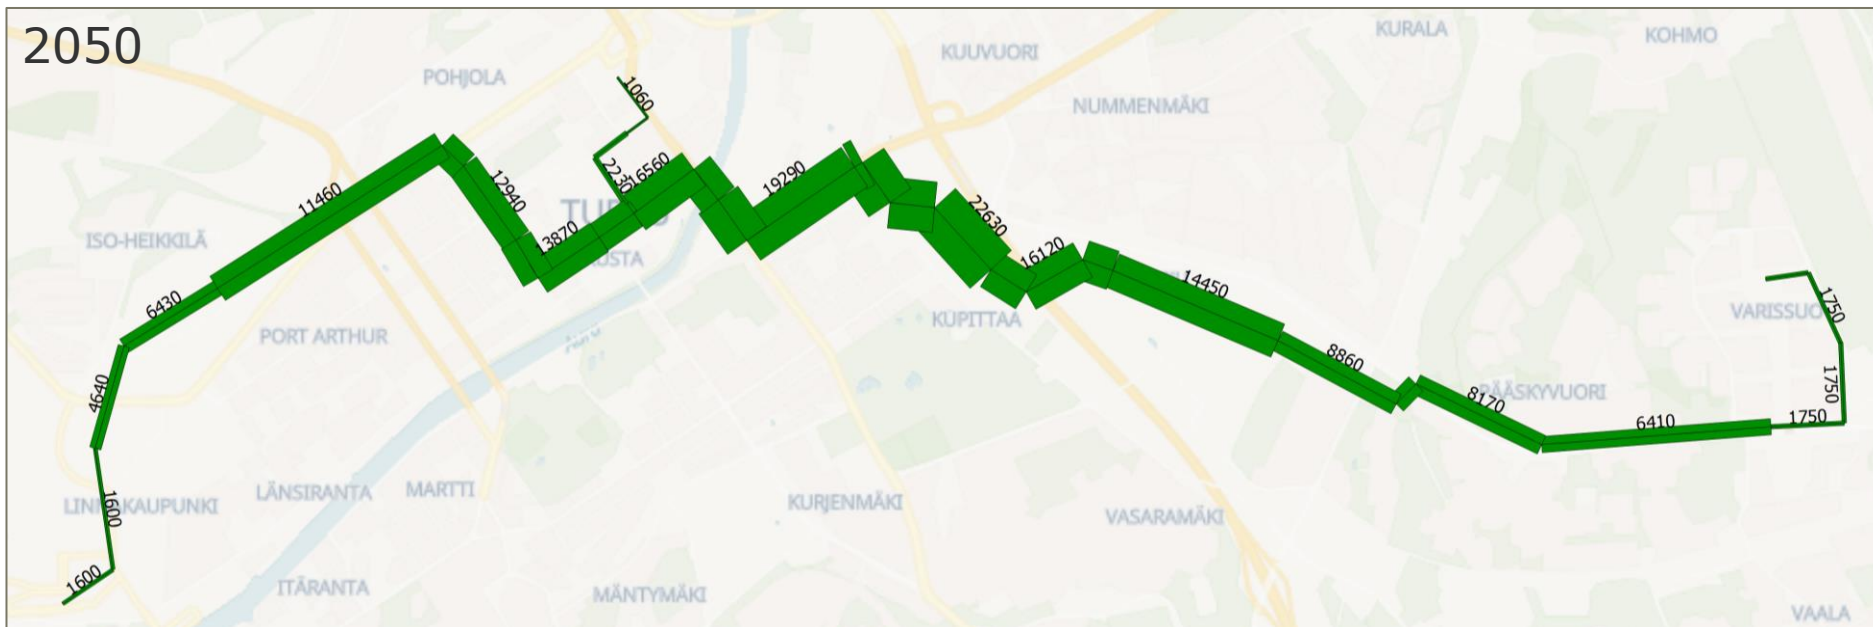 2050
KURALA
KOHMO
KUUVUORI
POHJOLA
1060
NUMMENMÄKI
2230
16560
19290
12940
11460
22630
13870
ISO-HEIKKILÄ
16120
14450
6430
KUPITTAA
1750
VARISSUO
PORT ARTHUR
8860
4640
8170
PÄÄSKYVUORI
1750
6410
1750
LÄNSIRANTA
MARTTI
1600
KURJENMÄKI
VASARAMÄKI
1600
ITÄRANTA
MÄNTYMÄKI
VAALA